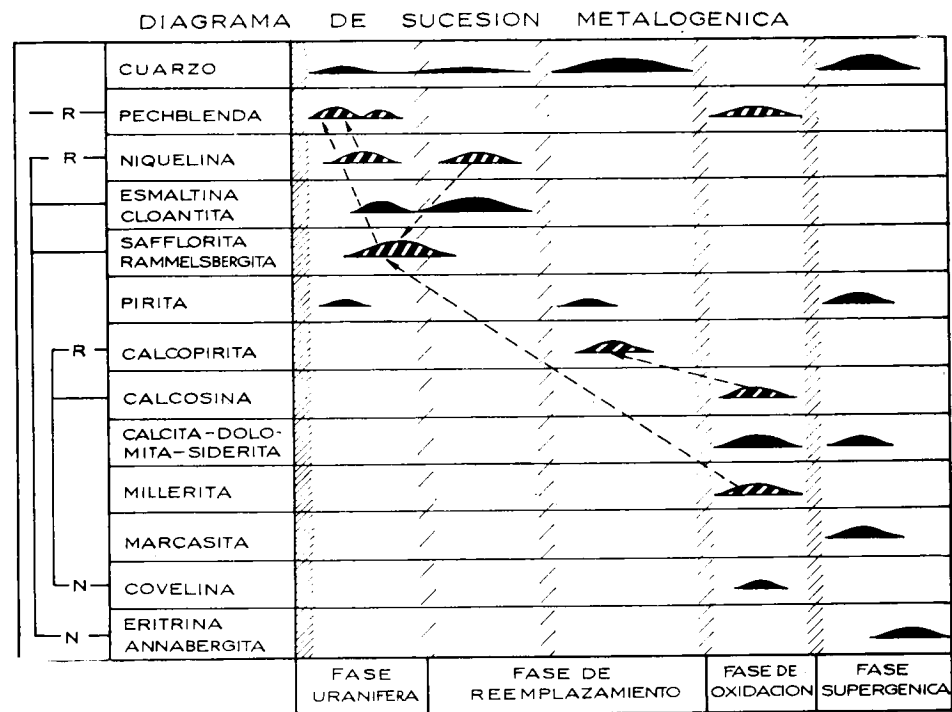 DIAGRAMA DE SUCESION METALOGENICA
CUARZO
R PECHBLENDA
R NIQUELINA
ESMALTINA
CLOANTITA
SAFFLORITA
RAMMELSBERGITA
PIRITA
R CALCOPIRITA
CALCOSINA
CALCITA-DOLO-
MITA-SIDERITA
MILLERITA
MARCASITA
N COVELINA
N ERITRINA
ANNABERGITA
FASE
URANIFERA
FASE DE
REEMPLAZAMIENTO
FASE DE
OXIDACION
FASE
SUPERGENICA